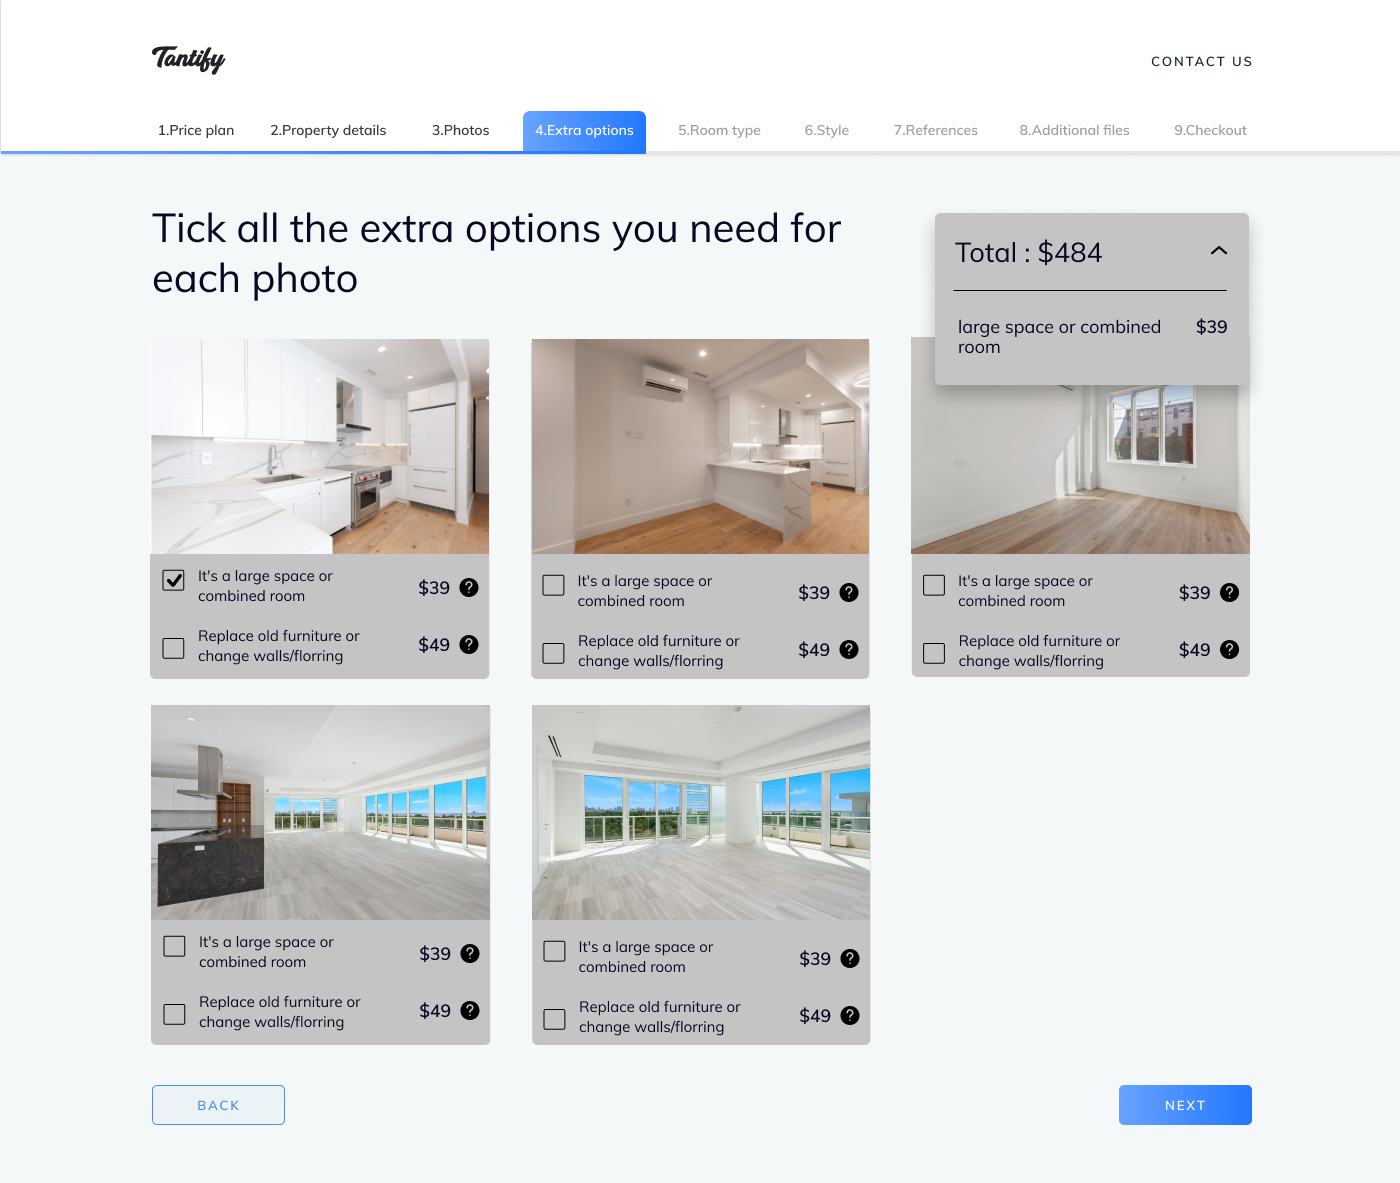 Tantify
CONTACT US
1.Price plan
2.Property details
3.Photos
4.Extra options
5.Room type
6.Style
7.References
8.Additional files
9.Checkout
Tick all the extra options you need for
each photo
Total : $484
large space or combined
room
$39
It's a large space or
combined room
$39
?
Replace old furniture or
change walls/florring
$49
?
It's a large space or
combined room
$39
?
Replace old furniture or
change walls/florring
$49
?
It's a large space or
combined room
$39
?
Replace old furniture or
change walls/florring
$49
?
It's a large space or
combined room
$39
?
Replace old furniture or
change walls/florring
$49
?
It's a large space or
combined room
$39
?
Replace old furniture or
change walls/florring
$49
?
BACK
NEXT